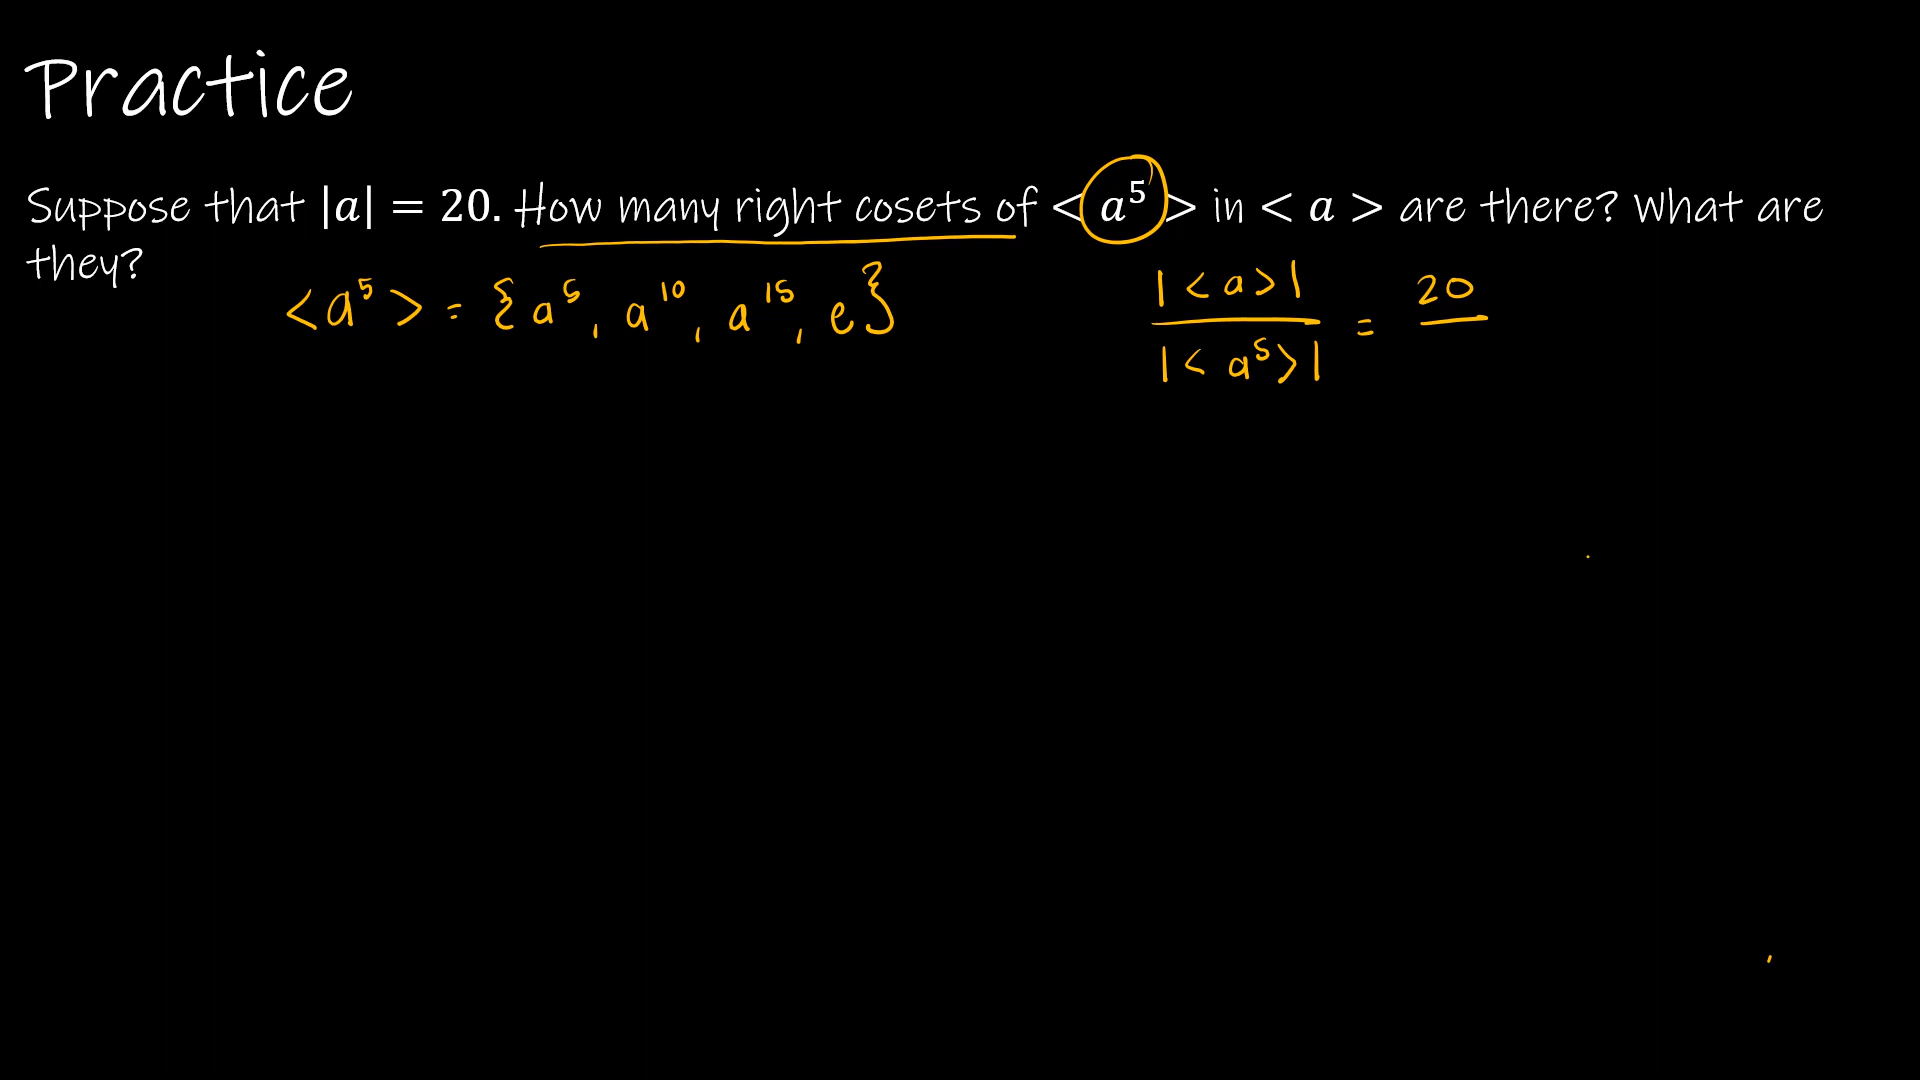 Practice
Suppose that |𝑎| = 20. How many right cosets of < 𝑎⁵ > in < 𝑎 > are there? What are
they?
<a⁵> = {a⁵, a¹⁰, a¹⁵, e}
|<a>|
|<a⁵>|
=
20